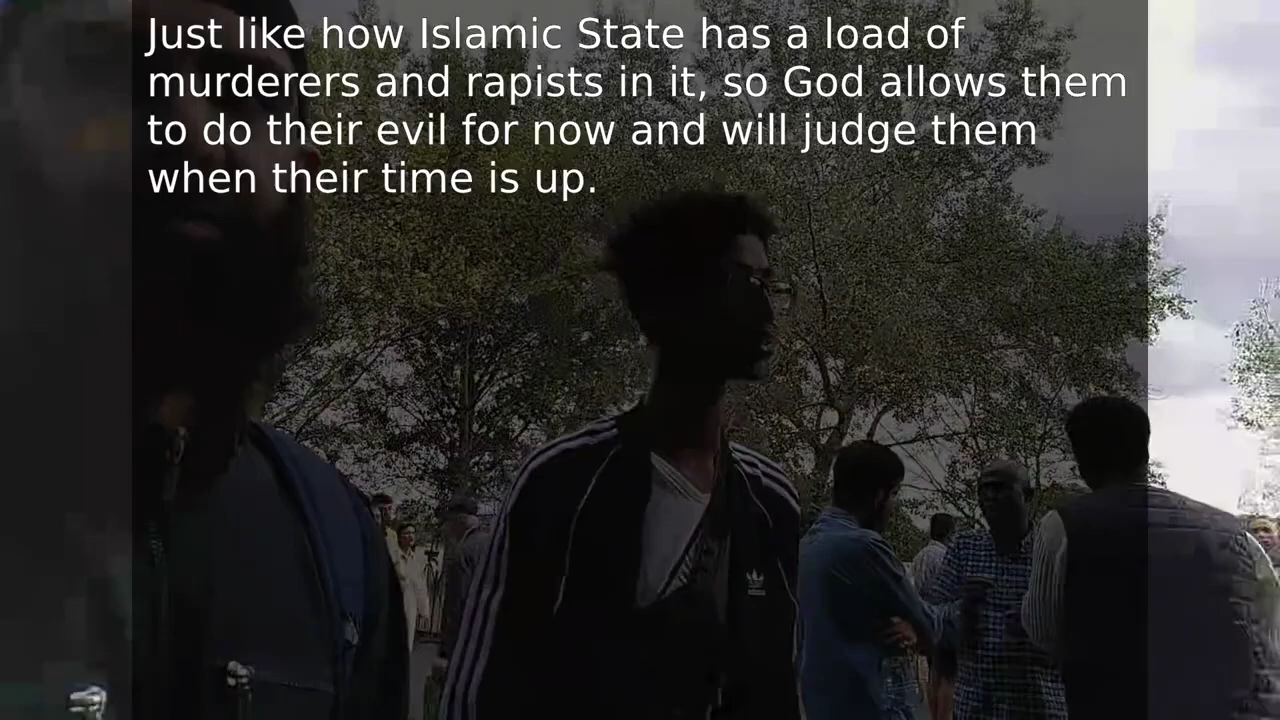 Just like how Islamic State has a load of
murderers and rapists in it, so God allows them
to do their evil for now and will judge them
when their time is up.